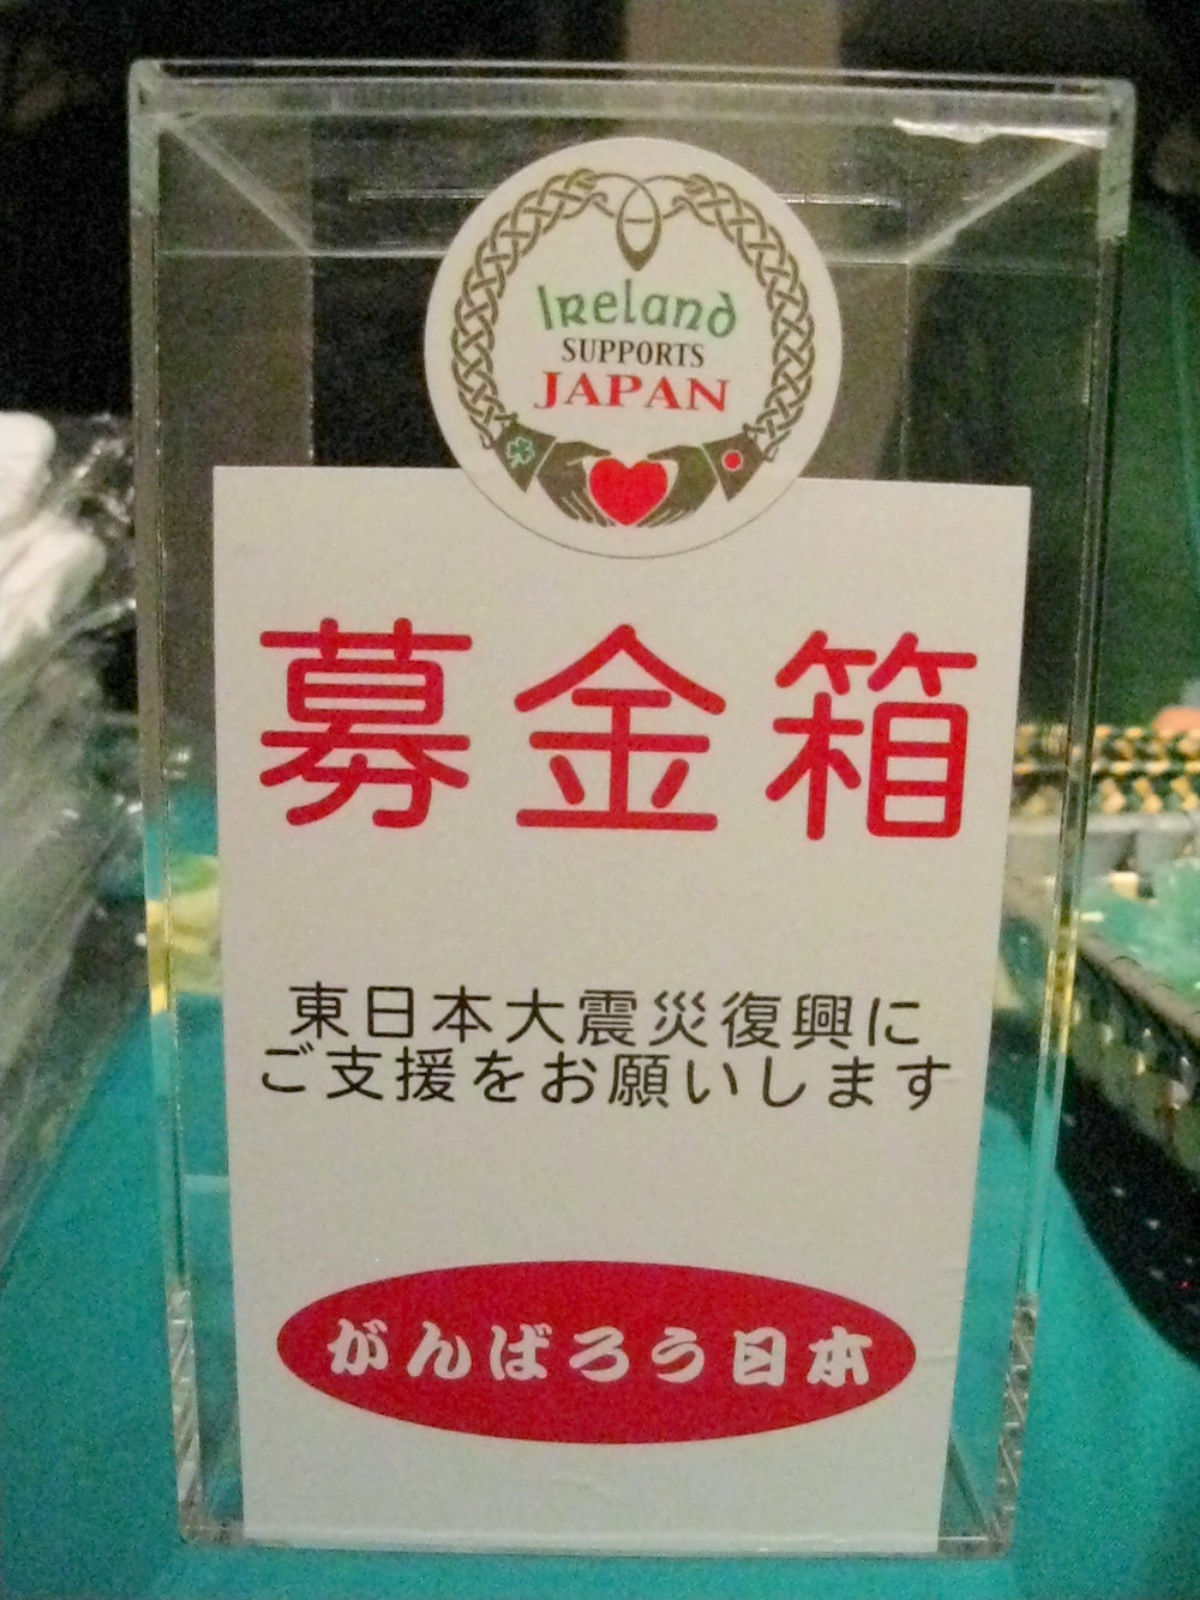 Ireland
SUPPORTS
JAPAN
募金箱
東日本大震災復興に
ご支援をお願いします
がんばろう日本